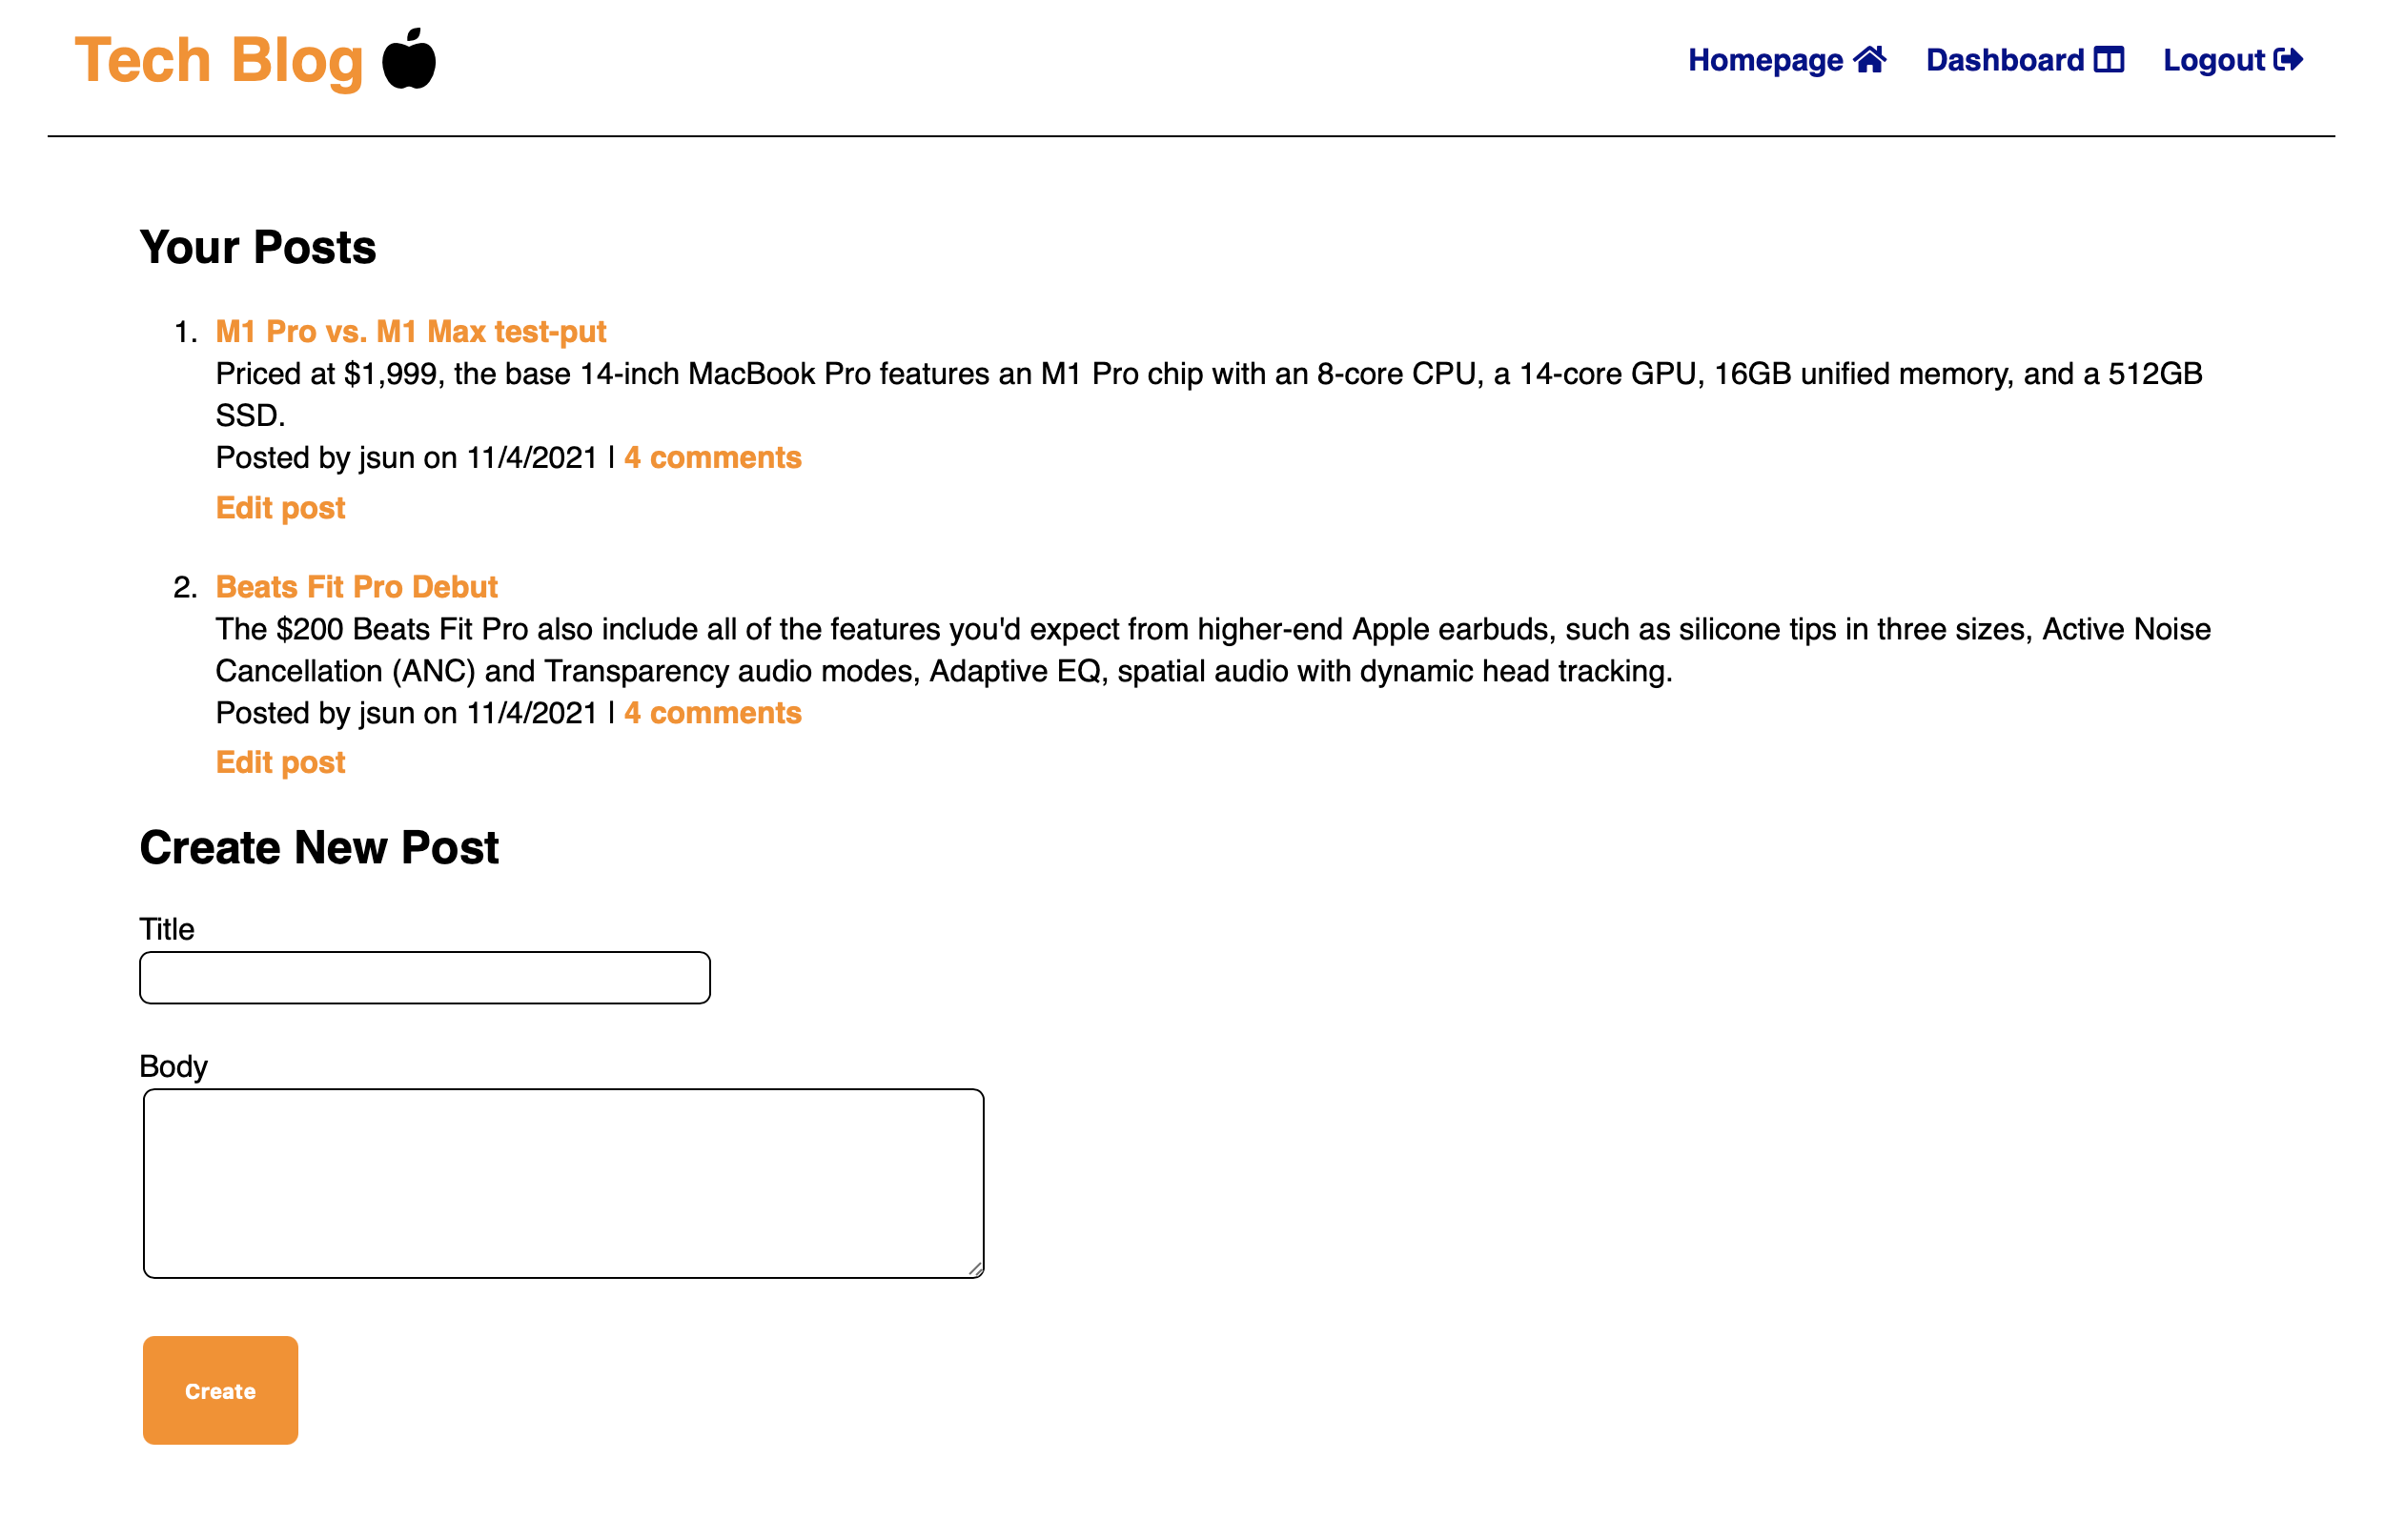 Tech Blog
Homepage Dashboard Logout
Your Posts
1. M1 Pro vs. M1 Max test-put
Priced at $1,999, the base 14-inch MacBook Pro features an M1 Pro chip with an 8-core CPU, a 14-core GPU, 16GB unified memory, and a 512GB
SSD.
Posted by jsun on 11/4/2021 | 4 comments
Edit post
2. Beats Fit Pro Debut
The $200 Beats Fit Pro also include all of the features you'd expect from higher-end Apple earbuds, such as silicone tips in three sizes, Active Noise
Cancellation (ANC) and Transparency audio modes, Adaptive EQ, spatial audio with dynamic head tracking.
Posted by jsun on 11/4/2021 | 4 comments
Edit post
Create New Post
Title
Body
Create